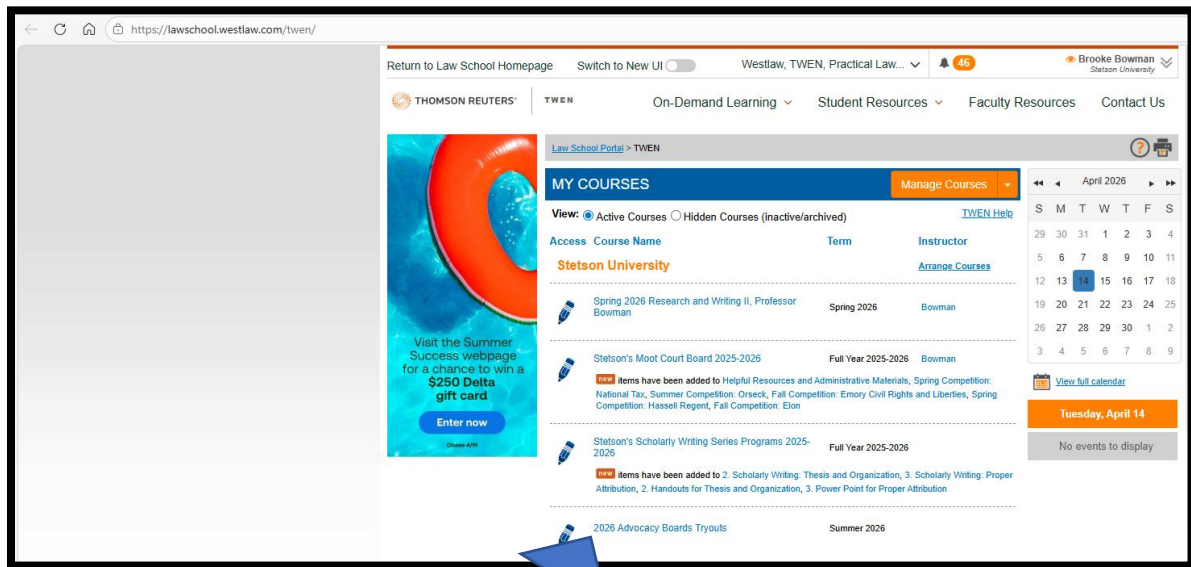 https://lawschool.westlaw.com/twen/
Return to Law School Homepage Switch to New UI Westlaw, TWEN, Practical Law... 46 Brooke Bowman
Stetson University
THOMSON REUTERS TWEN On-Demand Learning Student Resources Faculty Resources Contact Us
Law School Portal > TWEN
MY COURSES Manage Courses
View: Active Courses Hidden Courses (inactive/archived) TWEN Help
Access Course Name Term Instructor
Stetson University Arrange Courses
Spring 2026 Research and Writing II, Professor
Bowman Spring 2026 Bowman
Stetson's Moot Court Board 2025-2026 Full Year 2025-2026 Bowman
new items have been added to Helpful Resources and Administrative Materials, Spring Competition:
National Tax, Summer Competition: Orseck, Fall Competition: Emory Civil Rights and Liberties, Spring
Competition: Hassell Regent, Fall Competition: Elon
Stetson's Scholarly Writing Series Programs 2025-
2026 Full Year 2025-2026
new items have been added to 2. Scholarly Writing: Thesis and Organization, 3. Scholarly Writing: Proper
Attribution, 2. Handouts for Thesis and Organization, 3. Power Point for Proper Attribution
2026 Advocacy Boards Tryouts Summer 2026
Visit the Summer
Success webpage
for a chance to win a
$250 Delta
gift card
Enter now
April 2026
S M T W T F S
29 30 31 1 2 3 4
5 6 7 8 9 10 11
12 13 14 15 16 17 18
19 20 21 22 23 24 25
26 27 28 29 30 1 2
3 4 5 6 7 8 9
View full calendar
Tuesday, April 14
No events to display